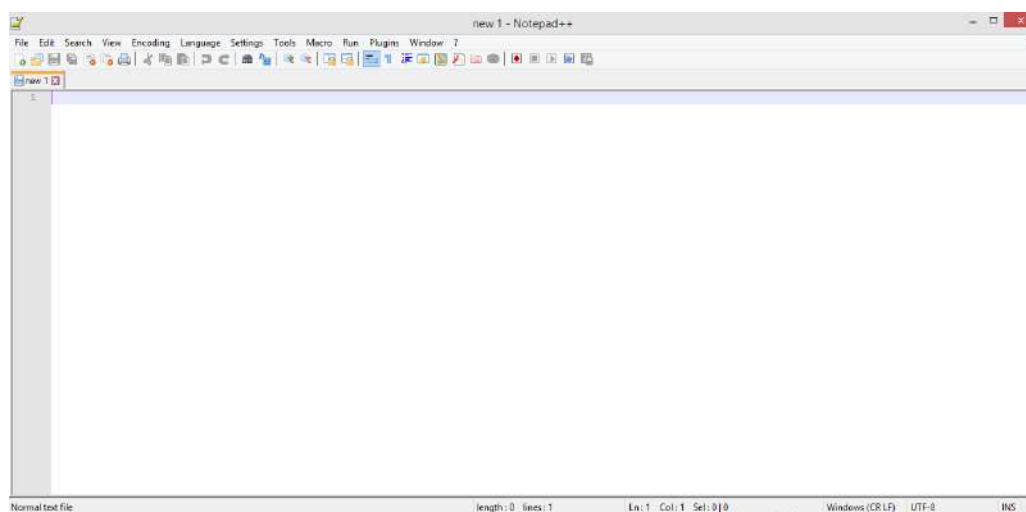 new 1 - Notepad++
File Edit Search View Encoding Language Settings Tools Macro Run Plugins Window ?
new 1
1
Normal text file length : 0 lines : 1 Ln : 1 Col : 1 Sel : 0 | 0 Windows (CR LF) UTF-8 INS